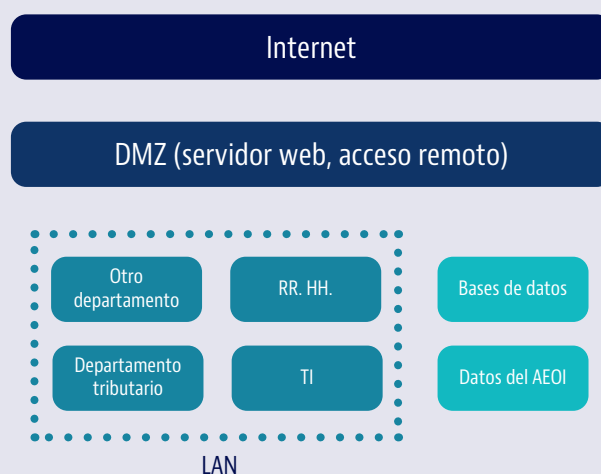 Internet
DMZ (servidor web, acceso remoto)
Otro
departamento
RR. HH.
Bases de datos
Departamento
tributario
TI
Datos del AEOI
LAN